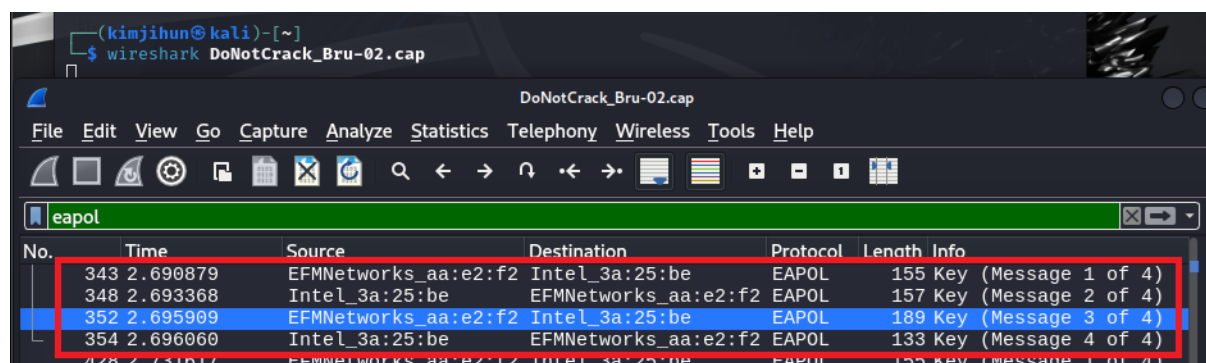 (kimjihun㉿kali)-[~]
$ wireshark DoNotCrack_Bru-02.cap
DoNotCrack_Bru-02.cap
File Edit View Go Capture Analyze Statistics Telephony Wireless Tools Help
eapol
No. Time Source Destination Protocol Length Info
343 2.690879 EFMNetworks_aa:e2:f2 Intel_3a:25:be EAPOL 155 Key (Message 1 of 4)
348 2.693368 Intel_3a:25:be EFMNetworks_aa:e2:f2 EAPOL 157 Key (Message 2 of 4)
352 2.695909 EFMNetworks_aa:e2:f2 Intel_3a:25:be EAPOL 189 Key (Message 3 of 4)
354 2.696060 Intel_3a:25:be EFMNetworks_aa:e2:f2 EAPOL 133 Key (Message 4 of 4)